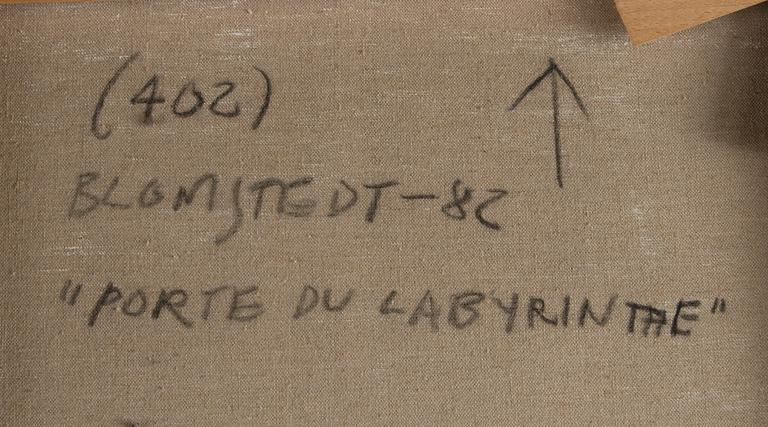 (402)
BLOMSTEDT-82
"PORTE DU LABYRINTHE"